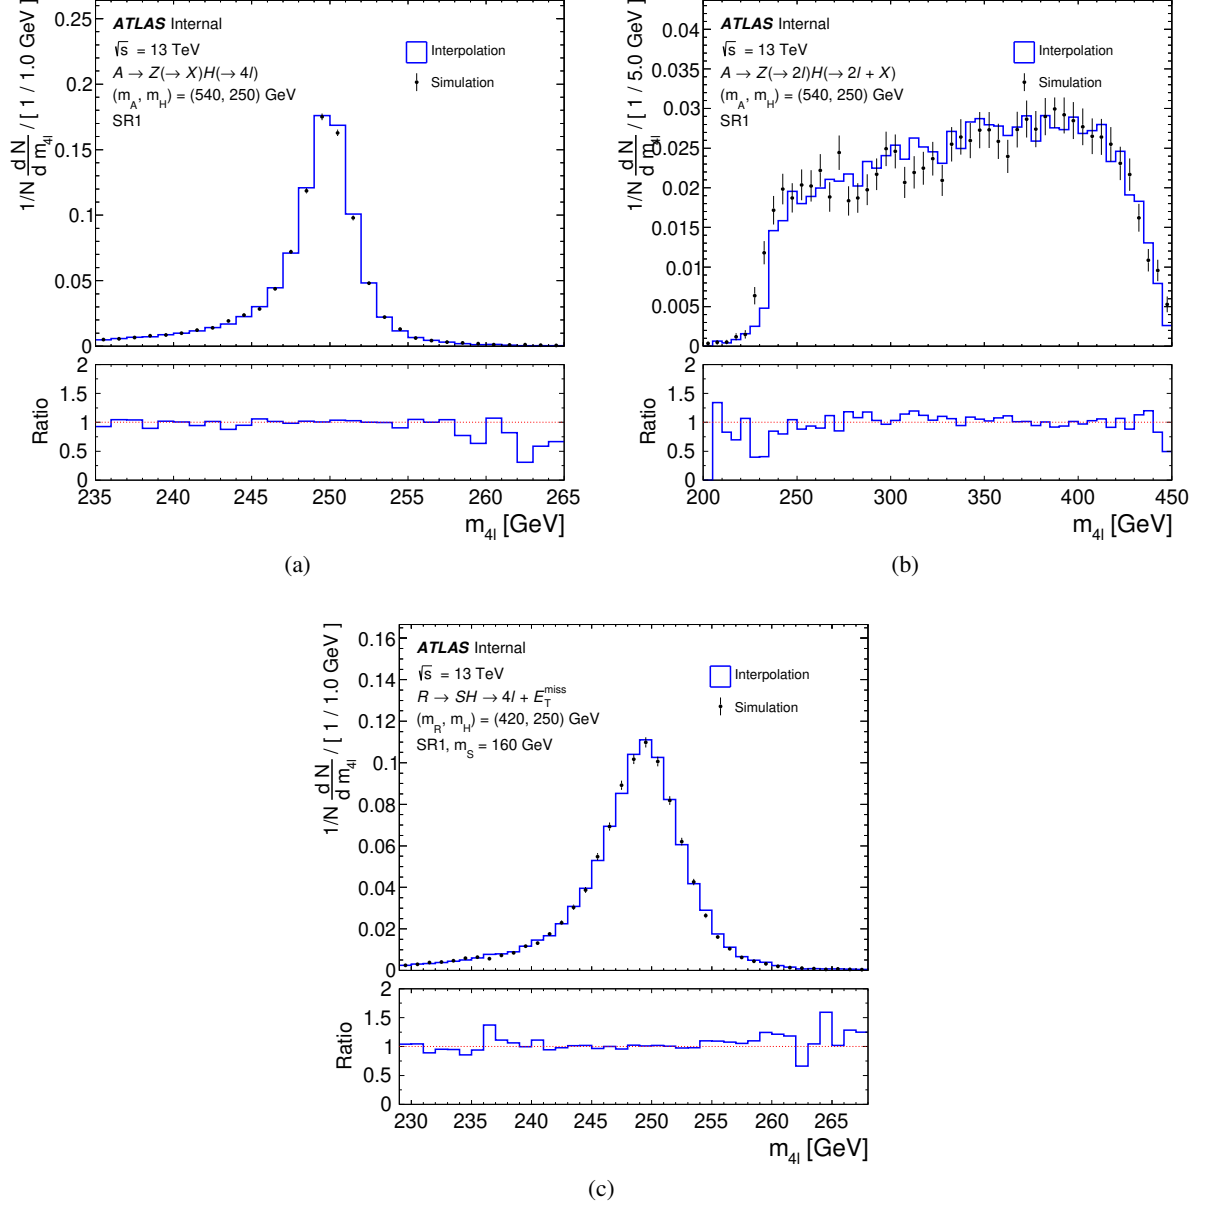 ATLAS Internal
√s = 13 TeV
A → Z(→ X)H(→ 4l)
(m_A, m_H) = (540, 250) GeV
SR1
Interpolation
Simulation
1/N d N / d m_4l / [ 1 / 1.0 GeV ]
0.25
0.2
0.15
0.1
0.05
0
Ratio
2
1.5
1
0.5
0
235 240 245 250 255 260 265
m_4l [GeV]
(a)
ATLAS Internal
√s = 13 TeV
A → Z(→ 2l)H(→ 2l + X)
(m_A, m_H) = (540, 250) GeV
SR1
Interpolation
Simulation
1/N d N / d m_4l / [ 1 / 5.0 GeV ]
0.04
0.035
0.03
0.025
0.02
0.015
0.01
0.005
0
Ratio
2
1.5
1
0.5
0
200 250 300 350 400 450
m_4l [GeV]
(b)
ATLAS Internal
√s = 13 TeV
R → SH → 4l + E_T^miss
(m_R, m_H) = (420, 250) GeV
SR1, m_S = 160 GeV
Interpolation
Simulation
1/N d N / d m_4l / [ 1 / 1.0 GeV ]
0.16
0.14
0.12
0.1
0.08
0.06
0.04
0.02
0
Ratio
2
1.5
1
0.5
0
230 235 240 245 250 255 260 265
m_4l [GeV]
(c)